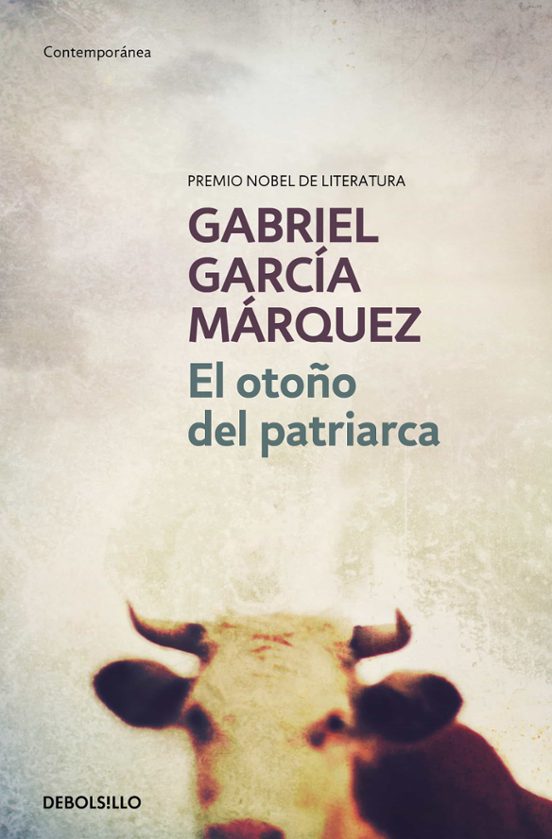 Contemporánea
PREMIO NOBEL DE LITERATURA
GABRIEL
GARCÍA
MÁRQUEZ
El otoño
del patriarca
DEBOLS!LLO